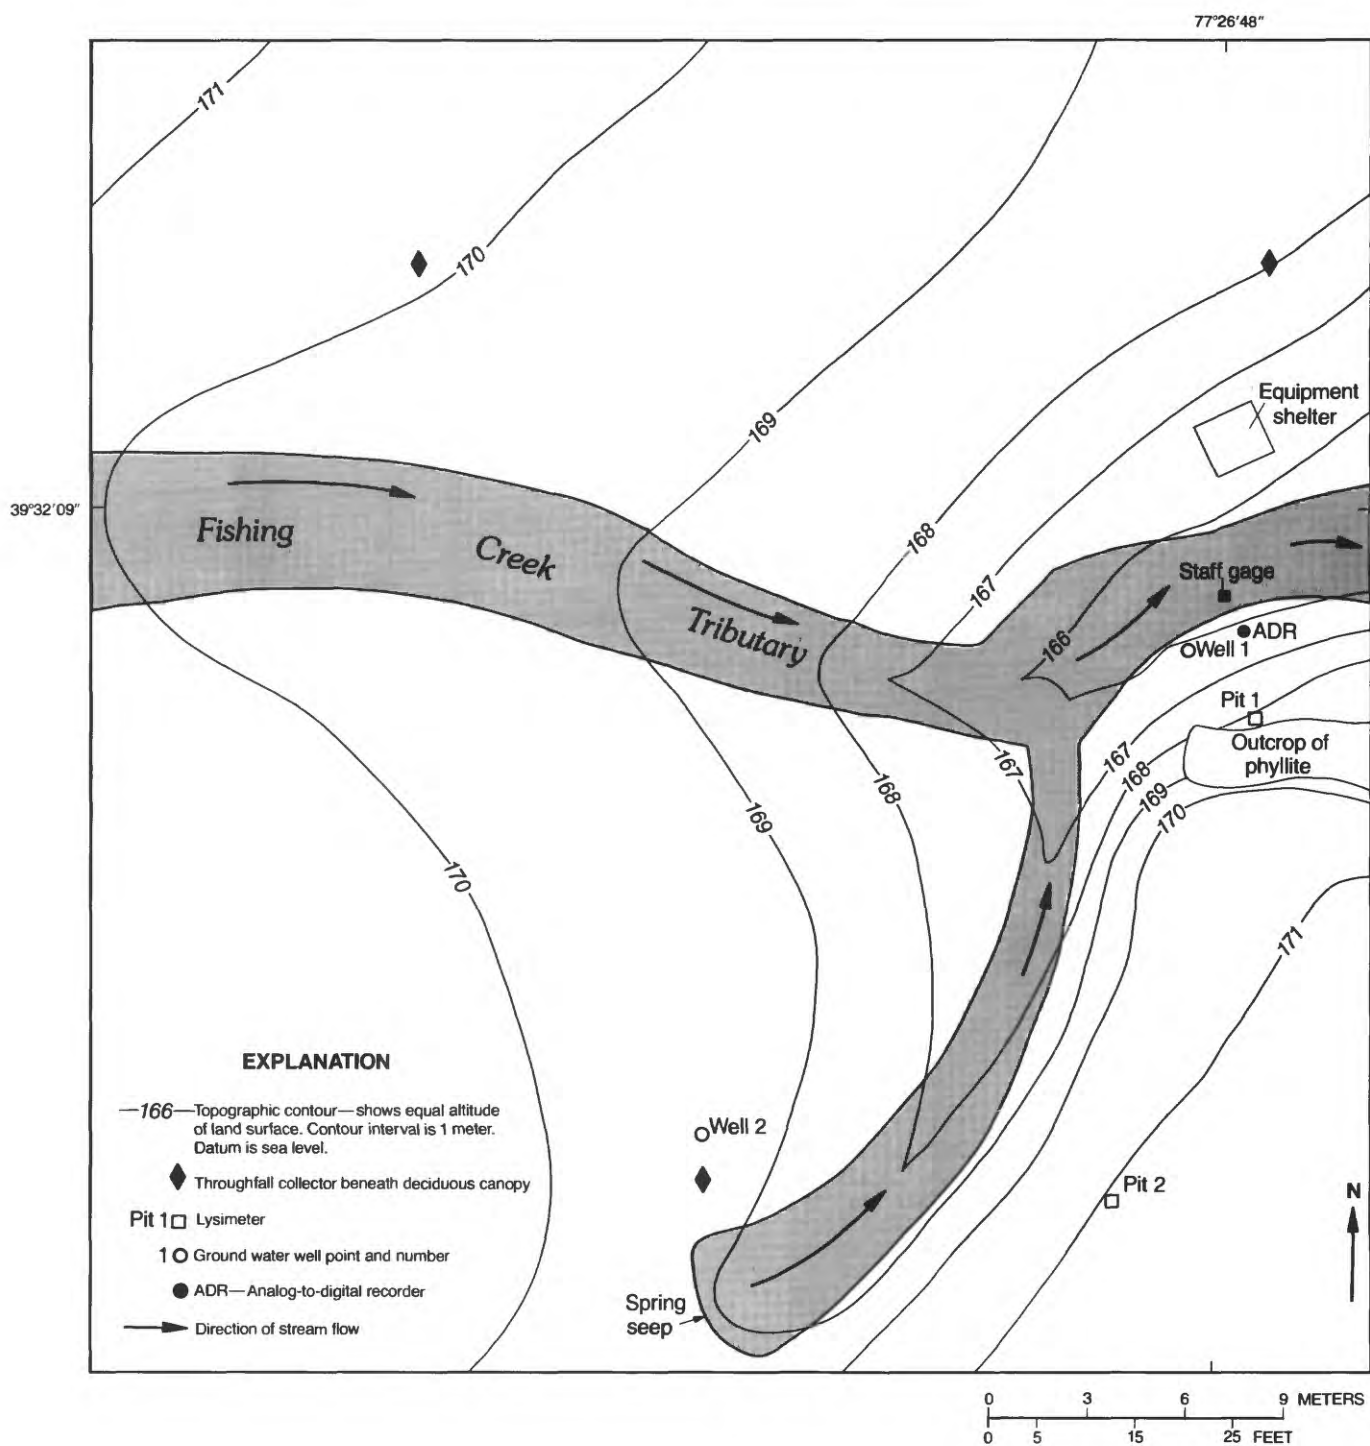 77°26'48"
171
170
169
168
167
Equipment
shelter
39°32'09"
Fishing
Creek
Tributary
Staff gage
166
ADR
Well 1
Pit 1
Outcrop of
phyllite
167
168
169
170
167
168
169
170
171
EXPLANATION
166 Topographic contour—shows equal altitude
of land surface. Contour interval is 1 meter.
Datum is sea level.
Throughfall collector beneath deciduous canopy
Pit 1 Lysimeter
1 Ground water well point and number
ADR—Analog-to-digital recorder
Direction of stream flow
Well 2
Pit 2
N
Spring
seep
0 3 6 9 METERS
0 5 15 25 FEET